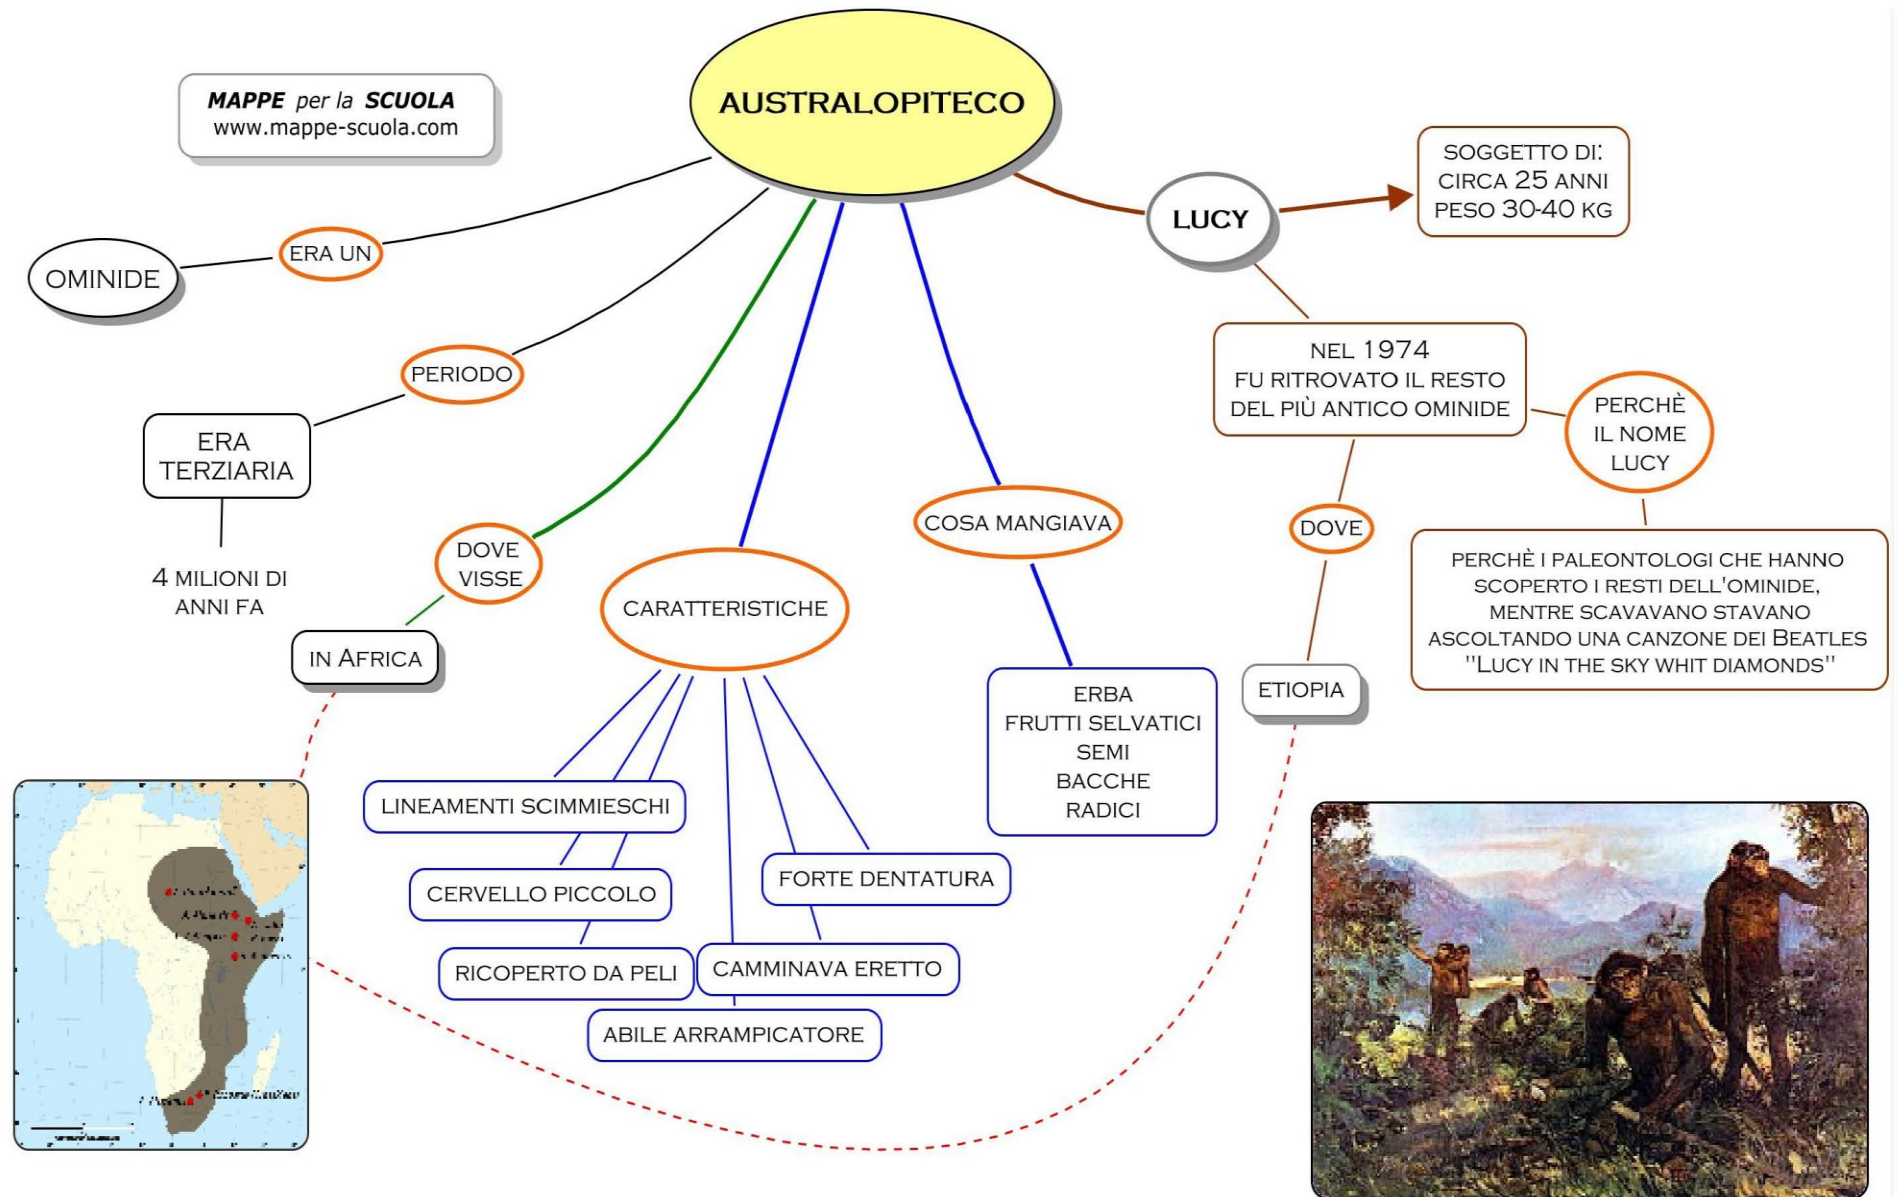 AUSTRALOPITECO
MAPPE per la SCUOLA
www.mappe-scuola.com
ERA UN
OMINIDE
PERIODO
ERA
TERZIARIA
4 MILIONI DI
ANNI FA
DOVE
VISSE
IN AFRICA
CARATTERISTICHE
LINEAMENTI SCIMMIESCHI
CERVELLO PICCOLO
RICOPERTO DA PELI
ABILE ARRAMPICATORE
CAMMINAVA ERETTO
FORTE DENTATURA
COSA MANGIAVA
ERBA
FRUTTI SELVATICI
SEMI
BACCHE
RADICI
LUCY
SOGGETTO DI:
CIRCA 25 ANNI
PESO 30-40 KG
NEL 1974
FU RITROVATO IL RESTO
DEL PIÙ ANTICO OMINIDE
DOVE
ETIOPIA
PERCHÈ
IL NOME
LUCY
PERCHÈ I PALEONTOLOGI CHE HANNO
SCOPERTO I RESTI DELL'OMINIDE,
MENTRE SCAVAVANO STAVANO
ASCOLTANDO UNA CANZONE DEI BEATLES
"LUCY IN THE SKY WHIT DIAMONDS"